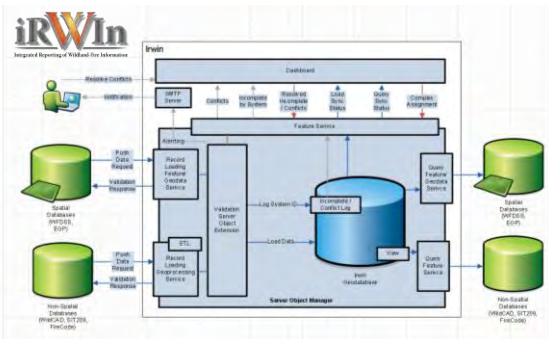 iRWIn
Integrated Reporting of Wildland-Fire Information
Irwin
Dashboard
Resolve Conflicts
Notification
SMTP
Server
Conflicts
Incomplete
by System
Resolved
Incomplete
/ Conflicts
Load
Sync
Status
Query
Sync
Status
Complex
Assignment
Feature Service
Alerting
Push
Data
Request
Validation
Response
Record
Loading
Feature/
Geodata
Service
Spatial
Databases
(WFDSS,
EGP)
Validation
Server
Object
Extension
Log System ID
Incomplete /
Conflict Log
Load Data
Query
Feature/
Geodata
Service
Spatial
Databases
(WFDSS,
EGP)
Push
Data
Request
Validation
Response
ETL
Record
Loading
Geoprocessing
Service
Non-Spatial
Databases
(WildCAD, SIT209,
FireCode)
View
Irwin
Geodatabase
Query
Feature
Service
Non-Spatial
Databases
(WildCAD, SIT209,
FireCode)
Server Object Manager